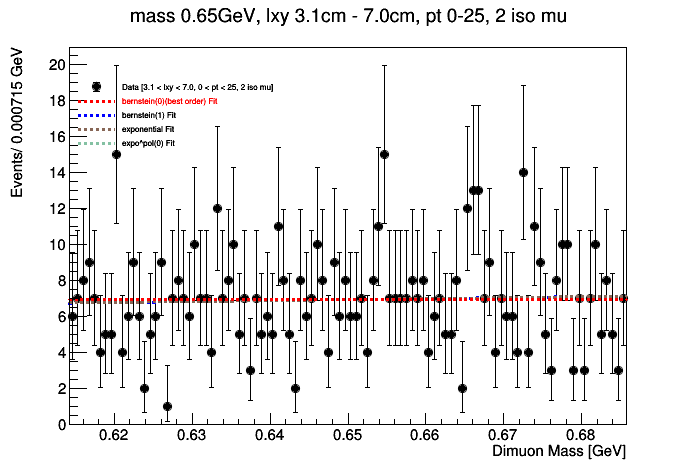 mass 0.65GeV, lxy 3.1cm - 7.0cm, pt 0-25, 2 iso mu
Events/ 0.000715 GeV
20
18
16
14
12
10
8
6
4
2
0
Data [3.1 < lxy < 7.0, 0 < pt < 25, 2 iso mu]
bernstein(0)(best order) Fit
bernstein(1) Fit
exponential Fit
expo*pol(0) Fit
0.62 0.63 0.64 0.65 0.66 0.67 0.68
Dimuon Mass [GeV]